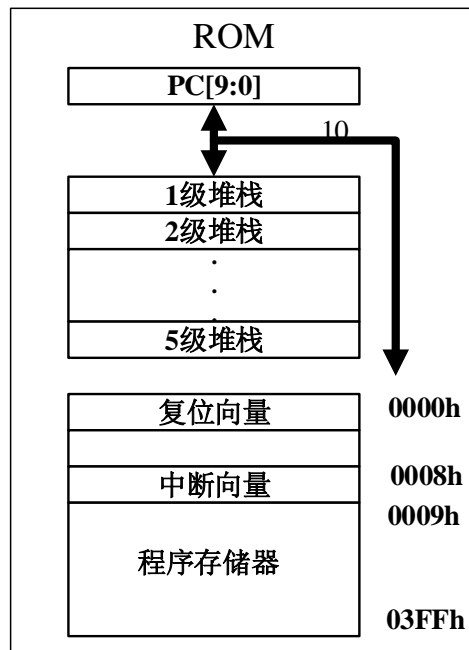 ROM
PC[9:0]
10
1级堆栈
2级堆栈
.
.
.
5级堆栈
复位向量
0000h
中断向量
0008h
0009h
程序存储器
03FFh